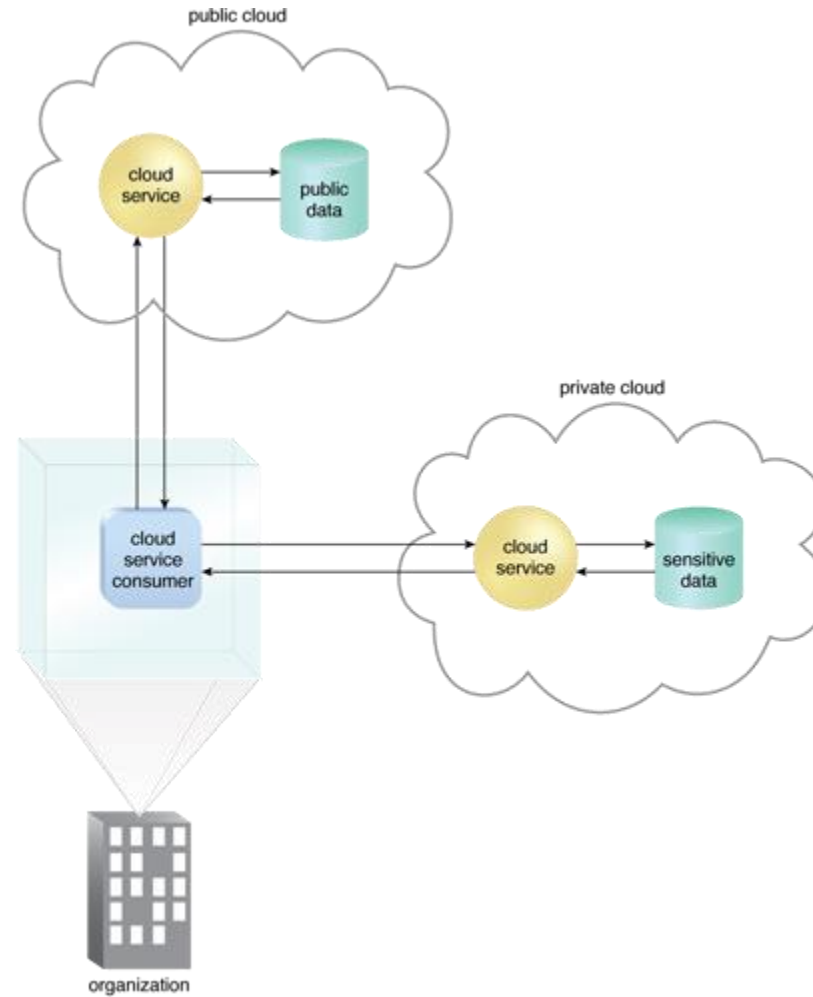 public cloud
cloud
service
public
data
private cloud
cloud
service
consumer
cloud
service
sensitive
data
organization